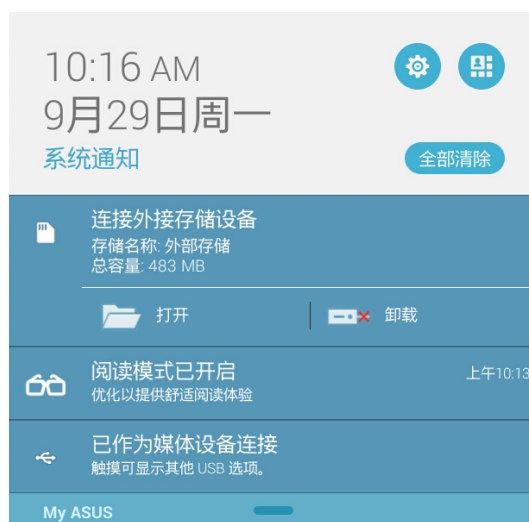 10:16 AM
9月29日周一
系统通知
全部清除
连接外接存储设备
存储名称: 外部存储
总容量: 483 MB
打开
卸载
阅读模式已开启
上午10:13
优化以提供舒适阅读体验
已作为媒体设备连接
触摸可显示其他 USB 选项。
My ASUS